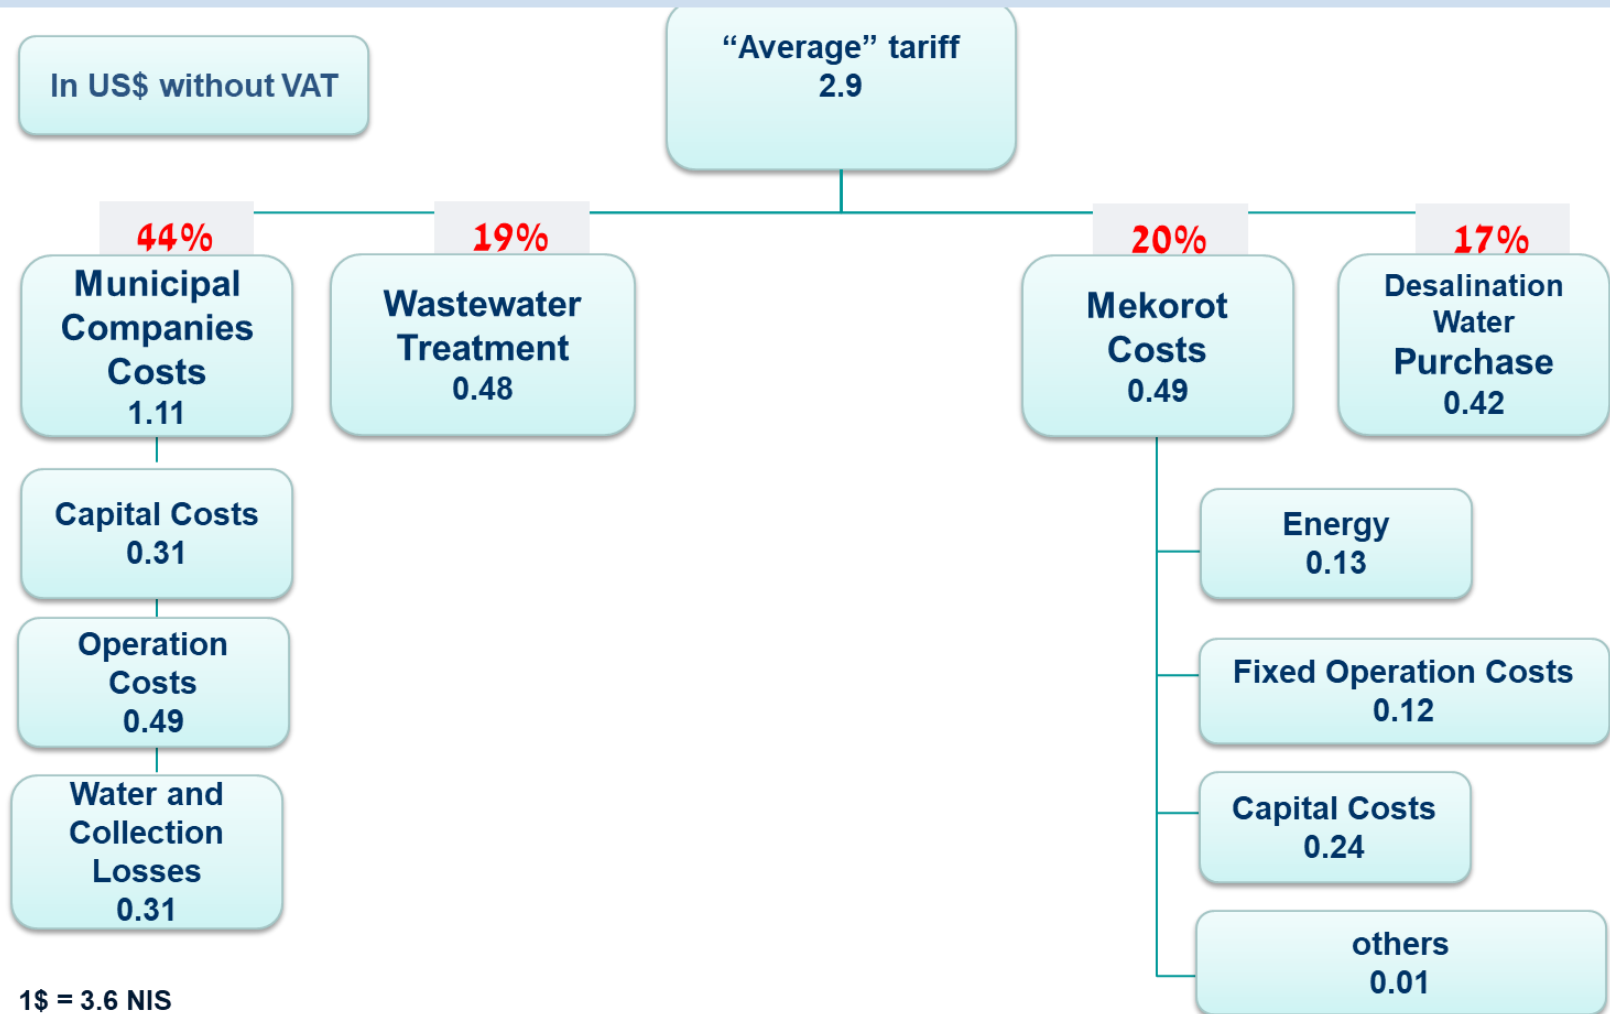 In US$ without VAT
“Average” tariff
2.9
44%
Municipal
Companies
Costs
1.11
19%
Wastewater
Treatment
0.48
20%
Mekorot
Costs
0.49
17%
Desalination
Water
Purchase
0.42
Capital Costs
0.31
Operation
Costs
0.49
Water and
Collection
Losses
0.31
Energy
0.13
Fixed Operation Costs
0.12
Capital Costs
0.24
others
0.01
1$ = 3.6 NIS